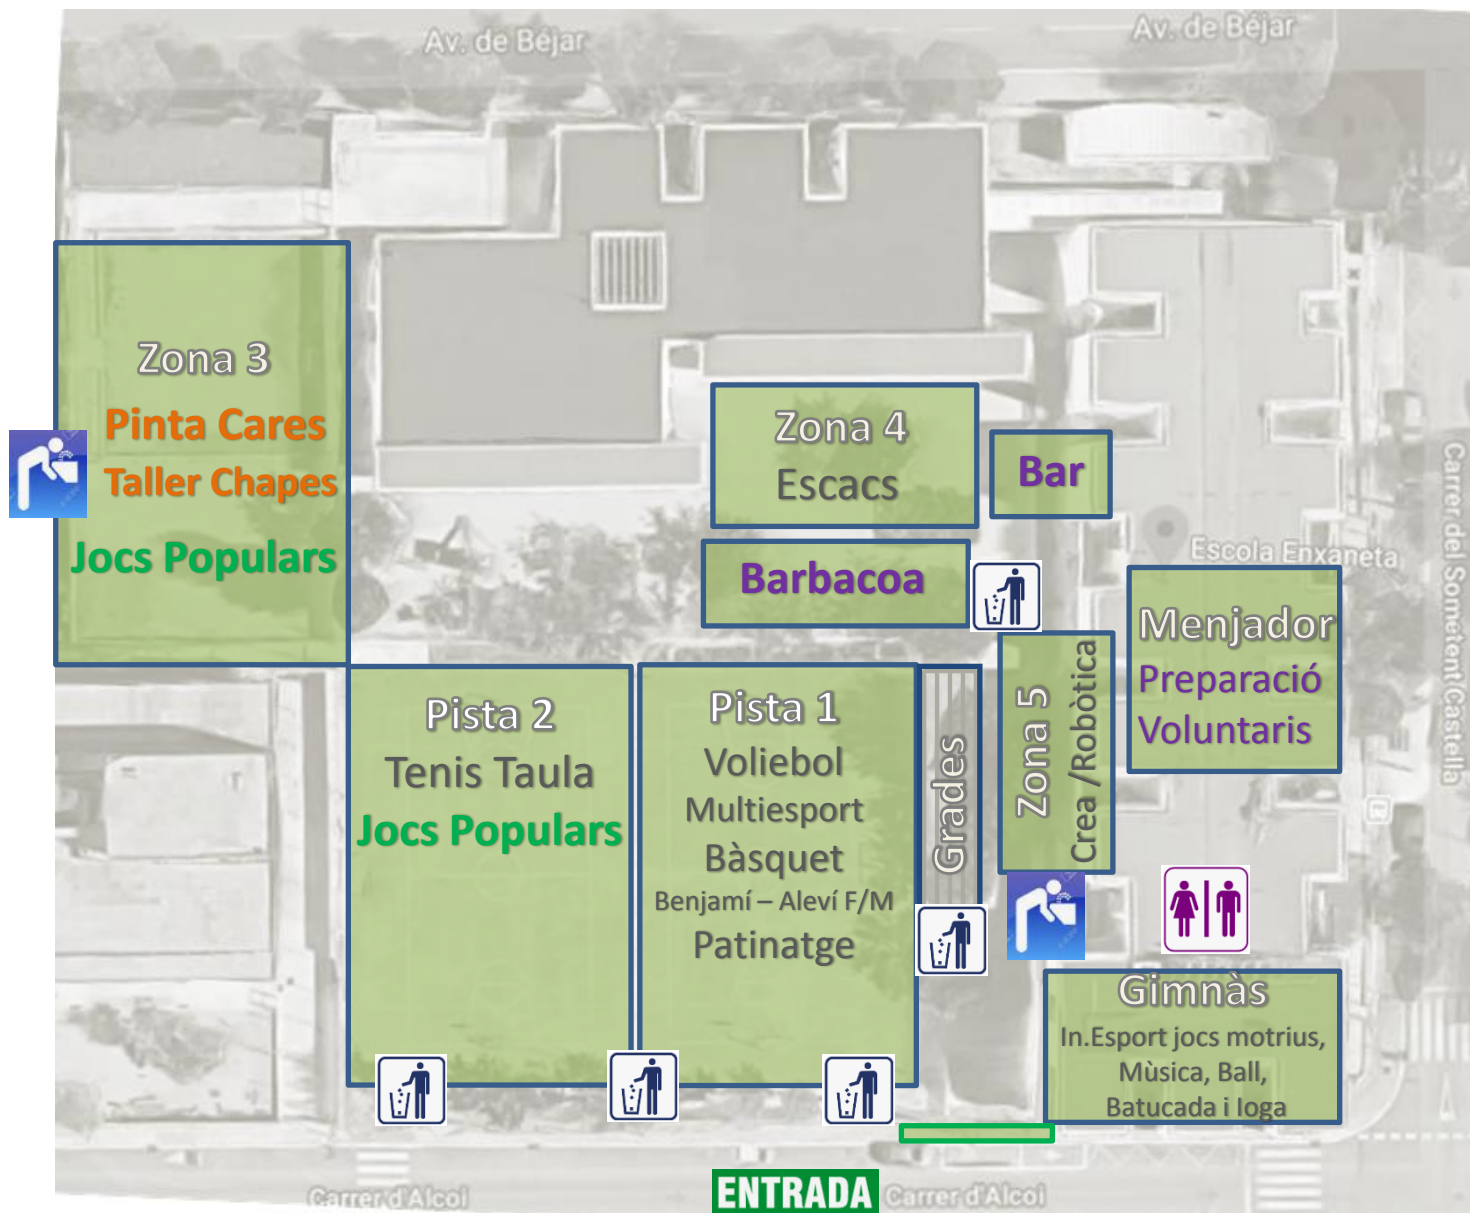 Av. de Béjar
Av. de Béjar
Zona 3
Pinta Cares
Taller Chapes
Jocs Populars
Zona 4
Escacs
Bar
Barbacoa
Escola Enxaneta
Carrer del Sometent Castella
Menjador
Preparació
Voluntaris
Pista 2
Tenis Taula
Jocs Populars
Pista 1
Voliebol
Multiesport
Bàsquet
Benjamí – Aleví F/M
Patinatge
Grades
Zona 5
Crea /Robòtica
Gimnàs
In.Esport jocs motrius,
Mùsica, Ball,
Batucada i Ioga
Carrer d'Alcoi
ENTRADA
Carrer d'Alcoi